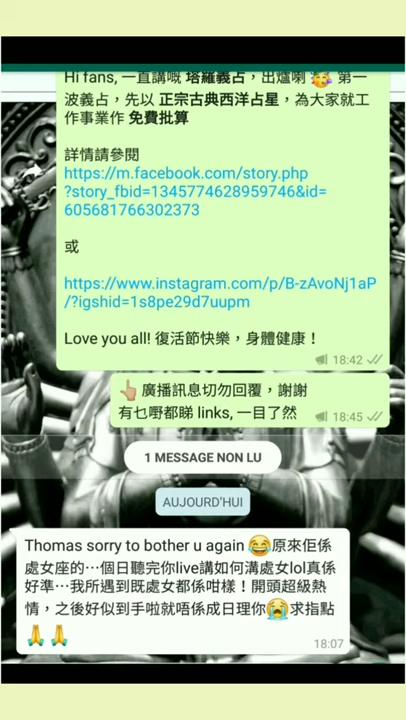 Hi fans, 一直講嘅 塔羅義占，出爐喇 🥳 第一
波義占，先以 正宗古典西洋占星，為大家就工
作事業作 免費批算
詳情請參閱
https://m.facebook.com/story.php
?story_fbid=1345774628959746&id=
605681766302373
或
https://www.instagram.com/p/B-zAvoNj1aP
/?igshid=1s8pe29d7uupm
Love you all! 復活節快樂，身體健康！
18:42
👆🏼 廣播訊息切勿回覆，謝謝
有乜嘢都睇 links, 一目了然
18:45
1 MESSAGE NON LU
AUJOURD'HUI
Thomas sorry to bother u again 😂原來佢係
處女座的⋯個日聽完你live講如何溝處女lol真係
好準⋯我所遇到既處女都係咁樣！開頭超級熱
情，之後好似到手啦就唔係成日理你😭求指點
🙏 🙏
18:07